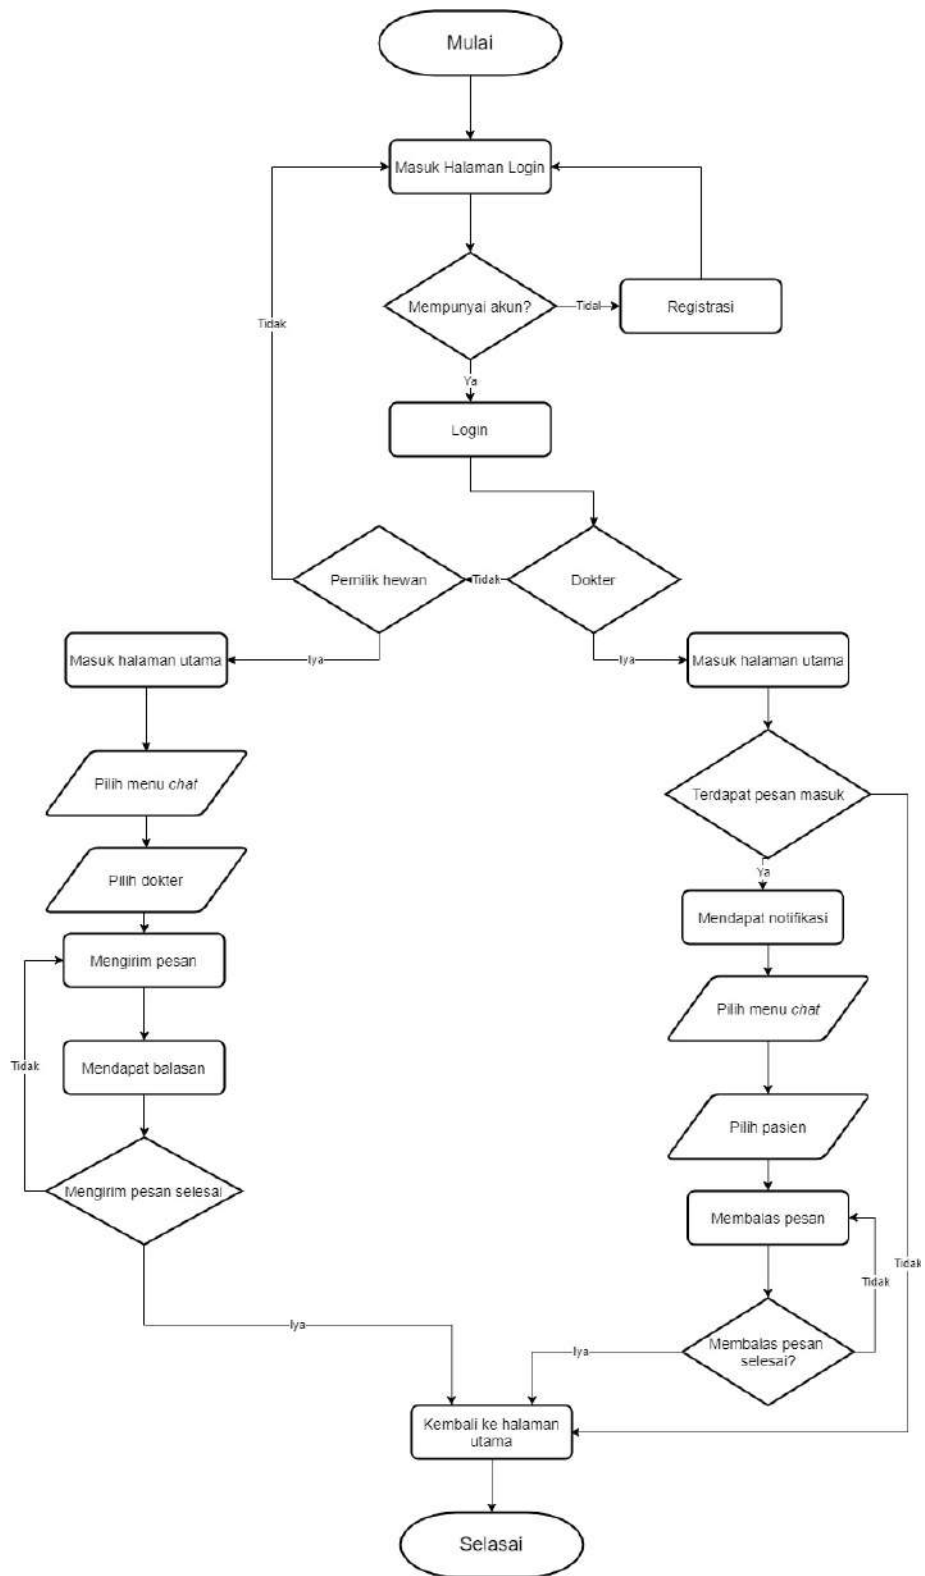 Mulai
Masuk Halaman Login
Mempunyai akun?
Tidal
Registrasi
Tidak
Ya
Login
Pemilik hewan
Tidak
Dokter
Masuk halaman utama
Iya
Iya
Masuk halaman utama
Pilih menu chat
Terdapat pesan masuk
Pilih dokter
Ya
Mendapat notifikasi
Mengirim pesan
Pilih menu chat
Tidak
Mendapat balasan
Pilih pasien
Mengirim pesan selesai
Membalas pesan
Tidak
Tidak
Iya
Iya
Membalas pesan
selesai?
Kembali ke halaman
utama
Selasai